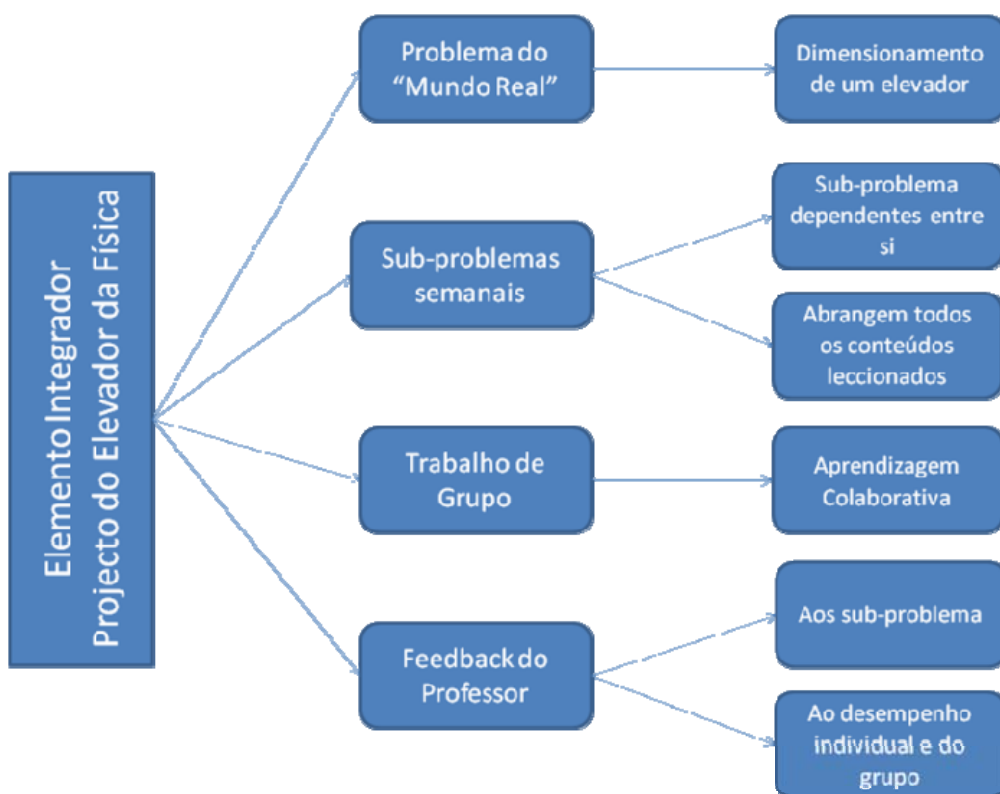 Elemento Integrador
Projecto do Elevador da Física
Problema do
“Mundo Real”
Dimensionamento
de um elevador
Sub-problemas
semanais
Sub-problema
dependentes entre
si
Abrangem todos
os conteúdos
leccionados
Trabalho de
Grupo
Aprendizagem
Colaborativa
Feedback do
Professor
Aos sub-problema
Ao desempenho
individual e do
grupo